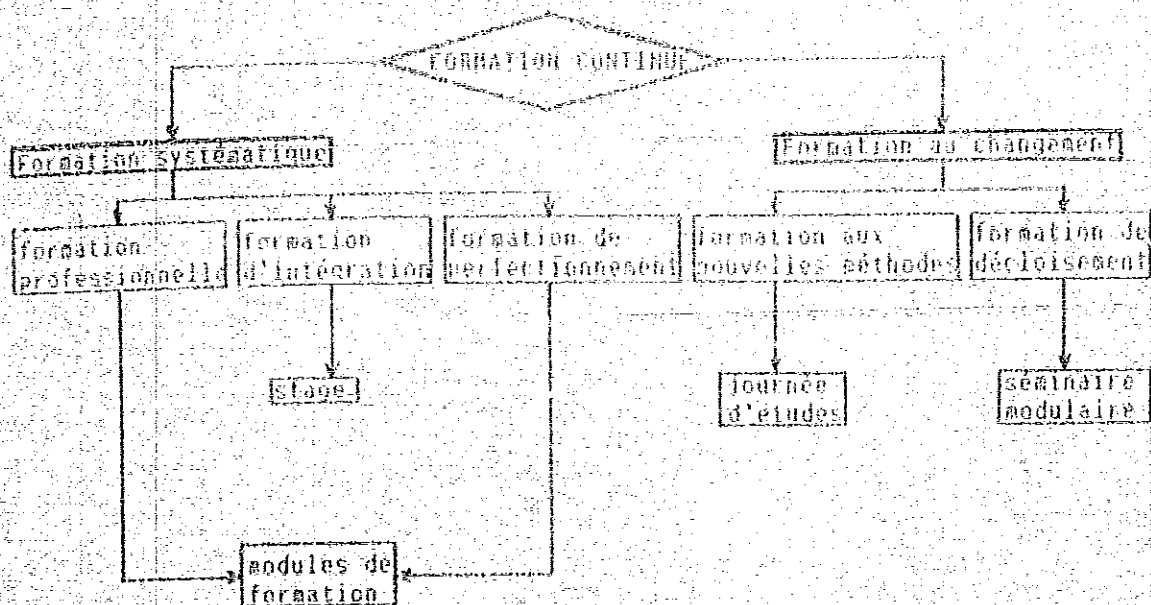 FORMATION CONTINUE
Formation systématique
Formation au changement
formation
professionnelle
formation
d'intégration
formation de
perfectionnement
formation aux
nouvelles méthodes
formation de
décloisement
stage
journée
d'études
séminaire
modulaire
modules de
formation